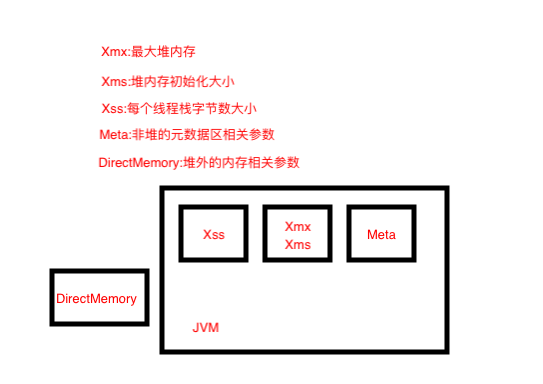 Xmx:最大堆内存
Xms:堆内存初始化大小
Xss:每个线程栈字节数大小
Meta:非堆的元数据区相关参数
DirectMemory:堆外的内存相关参数
Xss
Xmx
Xms
Meta
DirectMemory
JVM